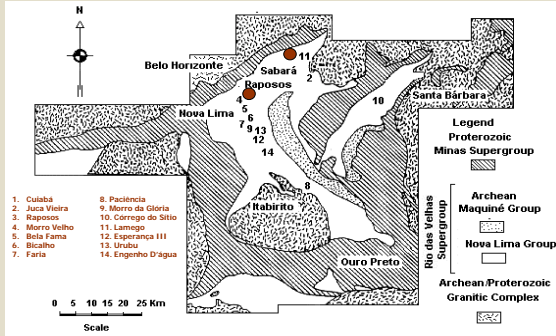 N
Belo Horizonte
11
Sabará
2
Raposos
4
5
6
7
9
13
12
14
Nova Lima
10
Santa Bárbara
8
Itabirito
Ouro Preto
Legend
Proterozoic
Minas Supergroup
Rio das Velhas
Supergroup
Archean
Maquiné Group
Nova Lima Group
Archean/Proterozoic
Granitic Complex
1. Cuiabá
2. Juca Vieira
3. Raposos
4. Morro Velho
5. Bela Fama
6. Bicalho
7. Faria
8. Paciência
9. Morro da Glória
10. Córrego do Sítio
11. Lamego
12. Esperança III
13. Urubu
14. Engenho D'água
0 5 10 15 20 25 Km
Scale